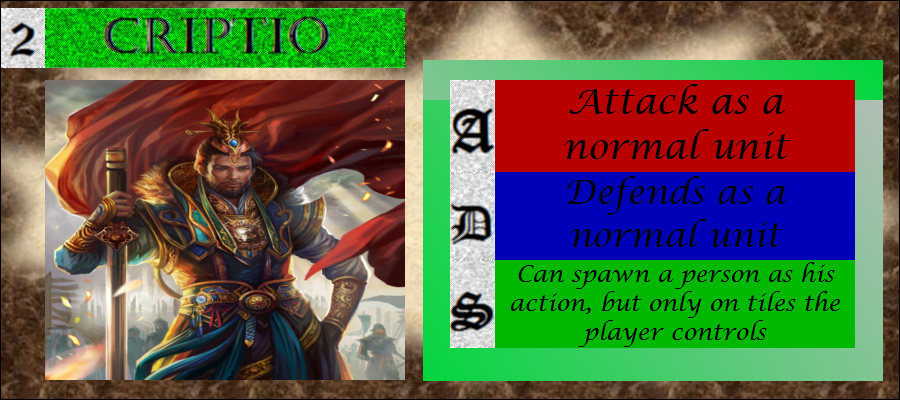 2 CRIPTIO
A
Attack as a
normal unit
D
Defends as a
normal unit
S
Can spawn a person as his
action, but only on tiles the
player controls